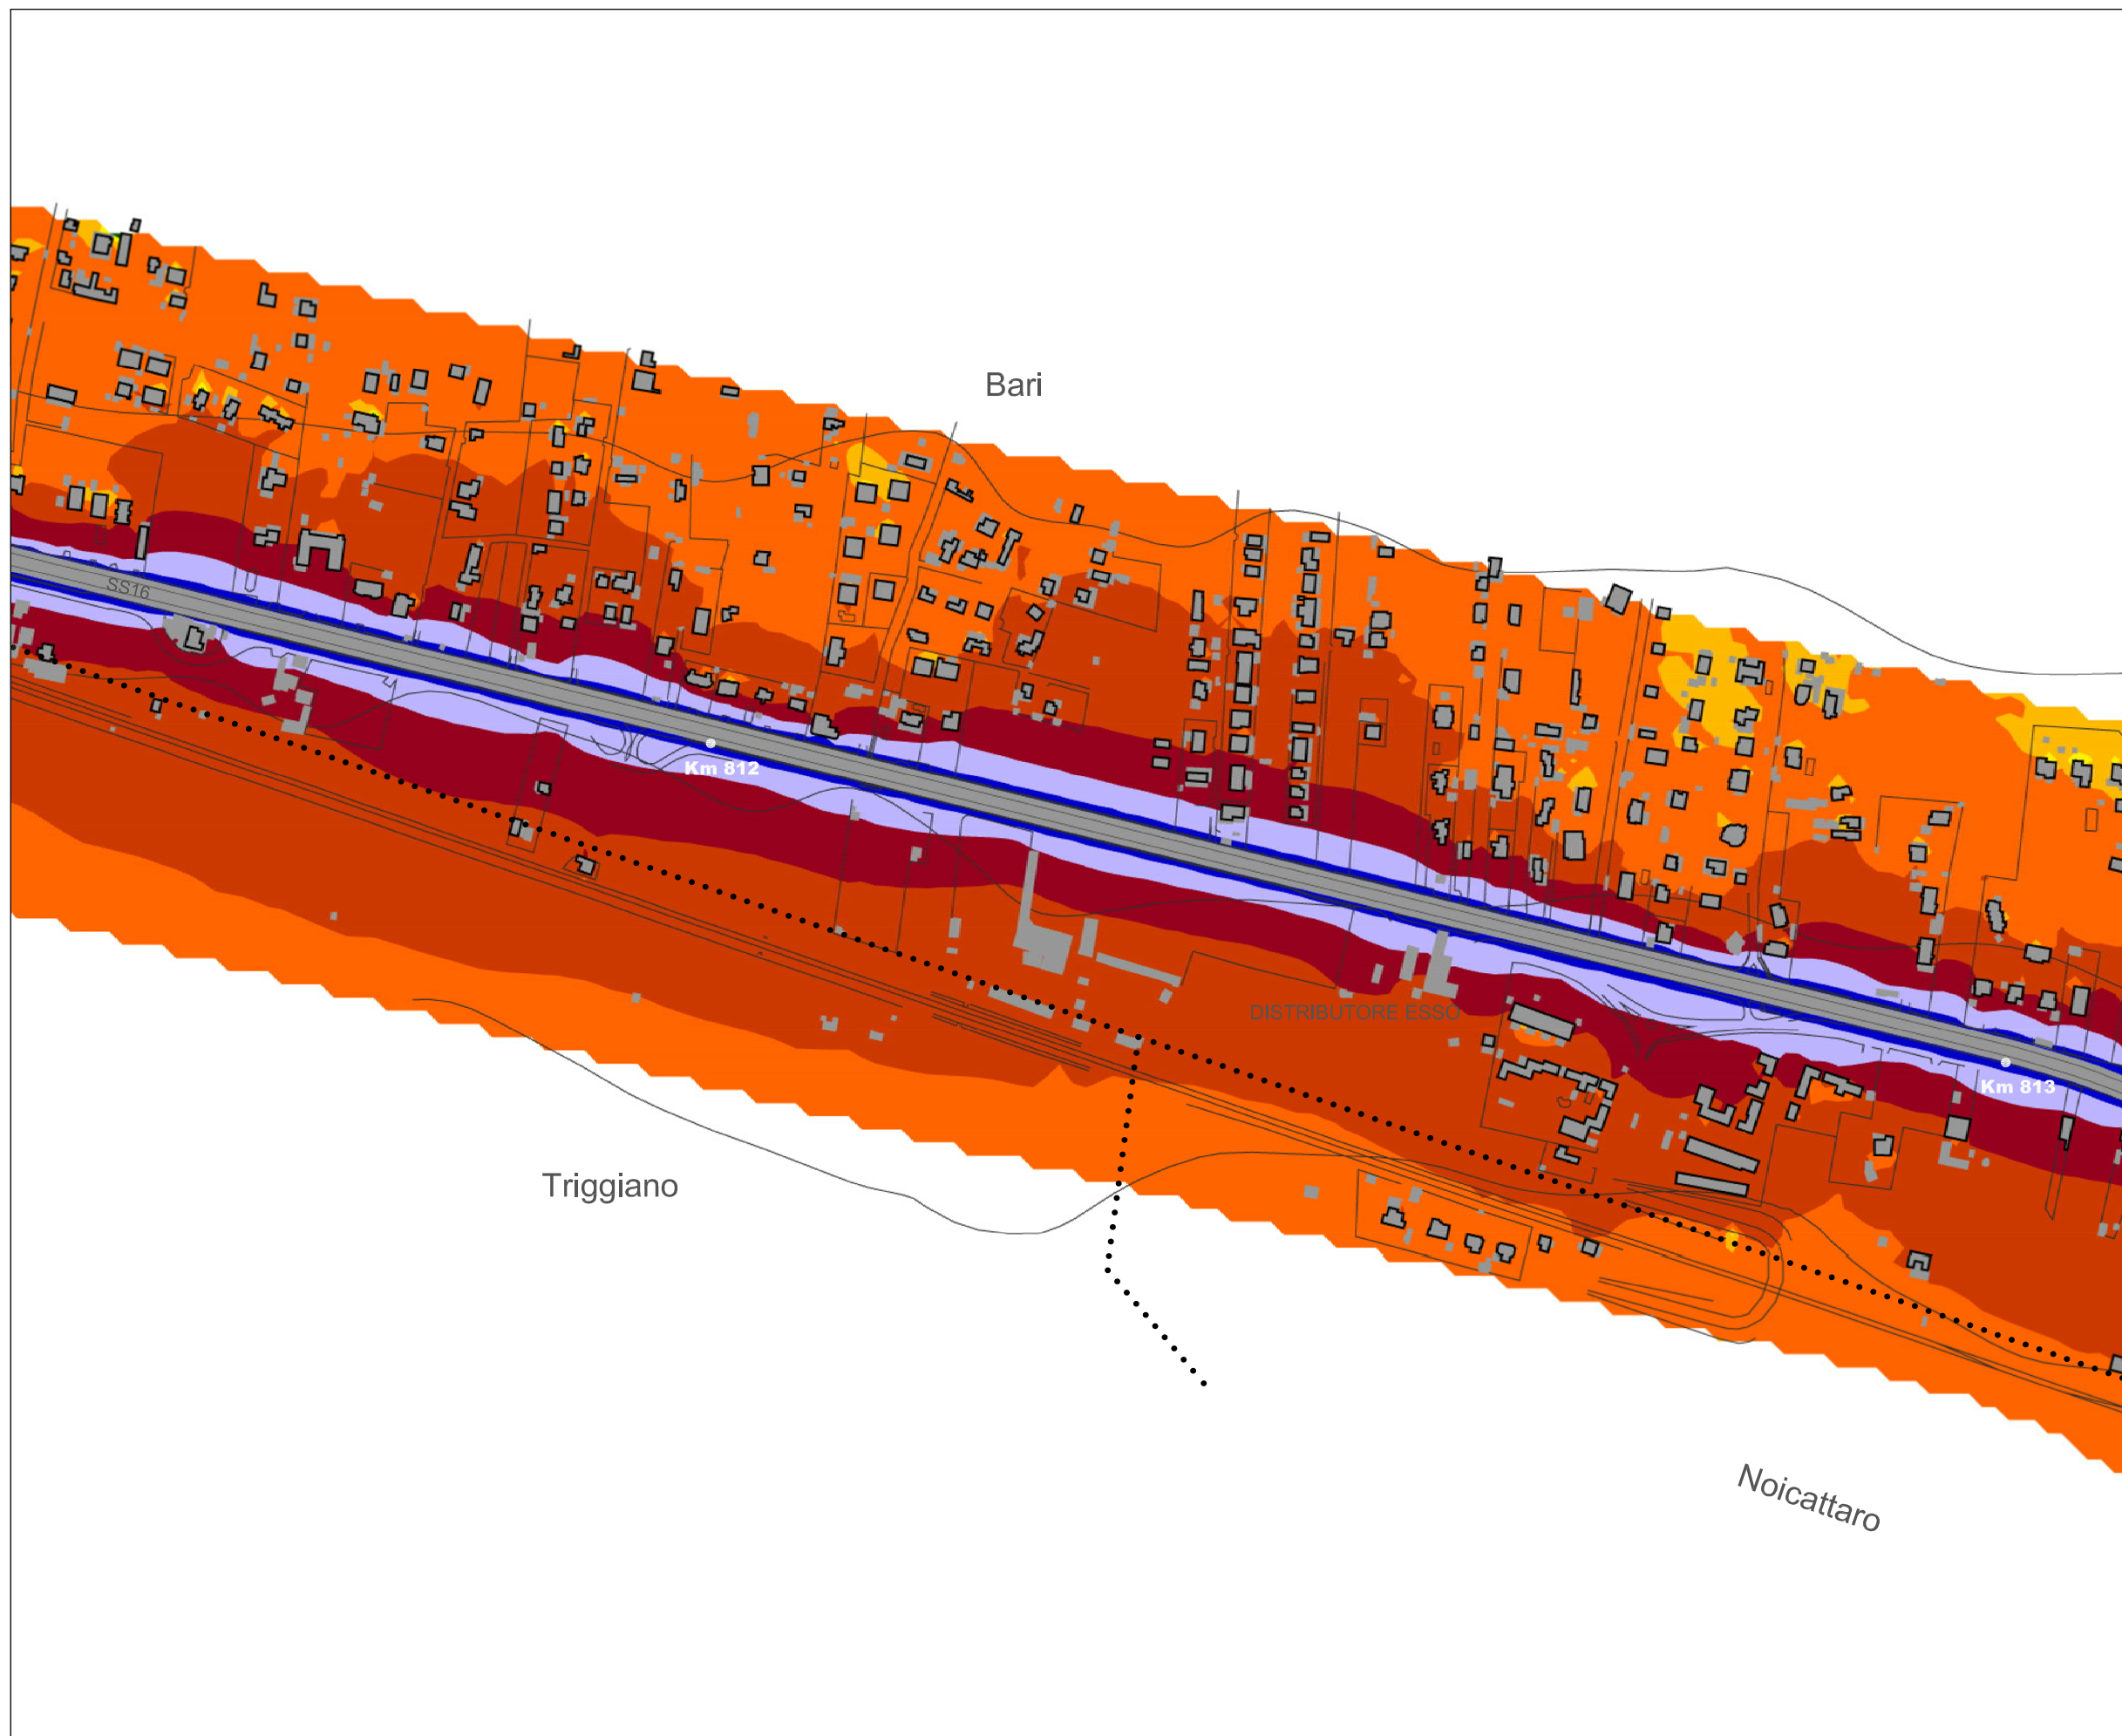 Bari
SS16
Km 812
DISTRIBUTORE ESSO
Km 813
Triggiano
Noicattaro